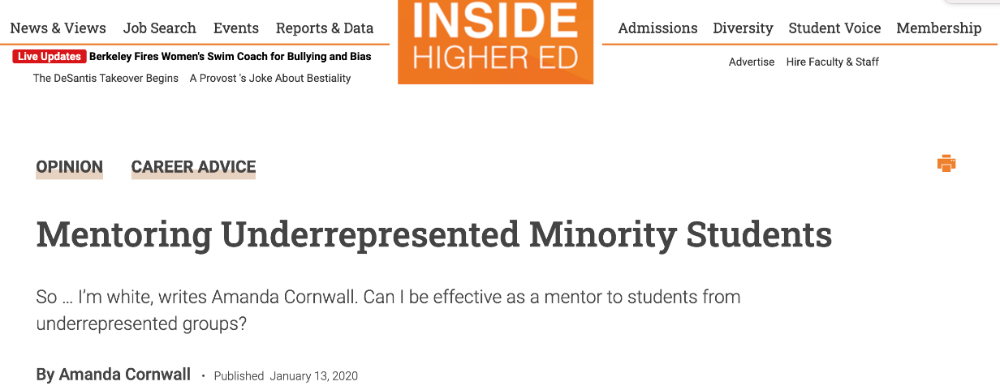 News & Views Job Search Events Reports & Data
INSIDE
HIGHER ED
Admissions Diversity Student Voice Membership
Live Updates Berkeley Fires Women's Swim Coach for Bullying and Bias
The DeSantis Takeover Begins A Provost 's Joke About Bestiality
Advertise Hire Faculty & Staff
OPINION CAREER ADVICE
Mentoring Underrepresented Minority Students
So ... I'm white, writes Amanda Cornwall. Can I be effective as a mentor to students from
underrepresented groups?
By Amanda Cornwall · Published January 13, 2020